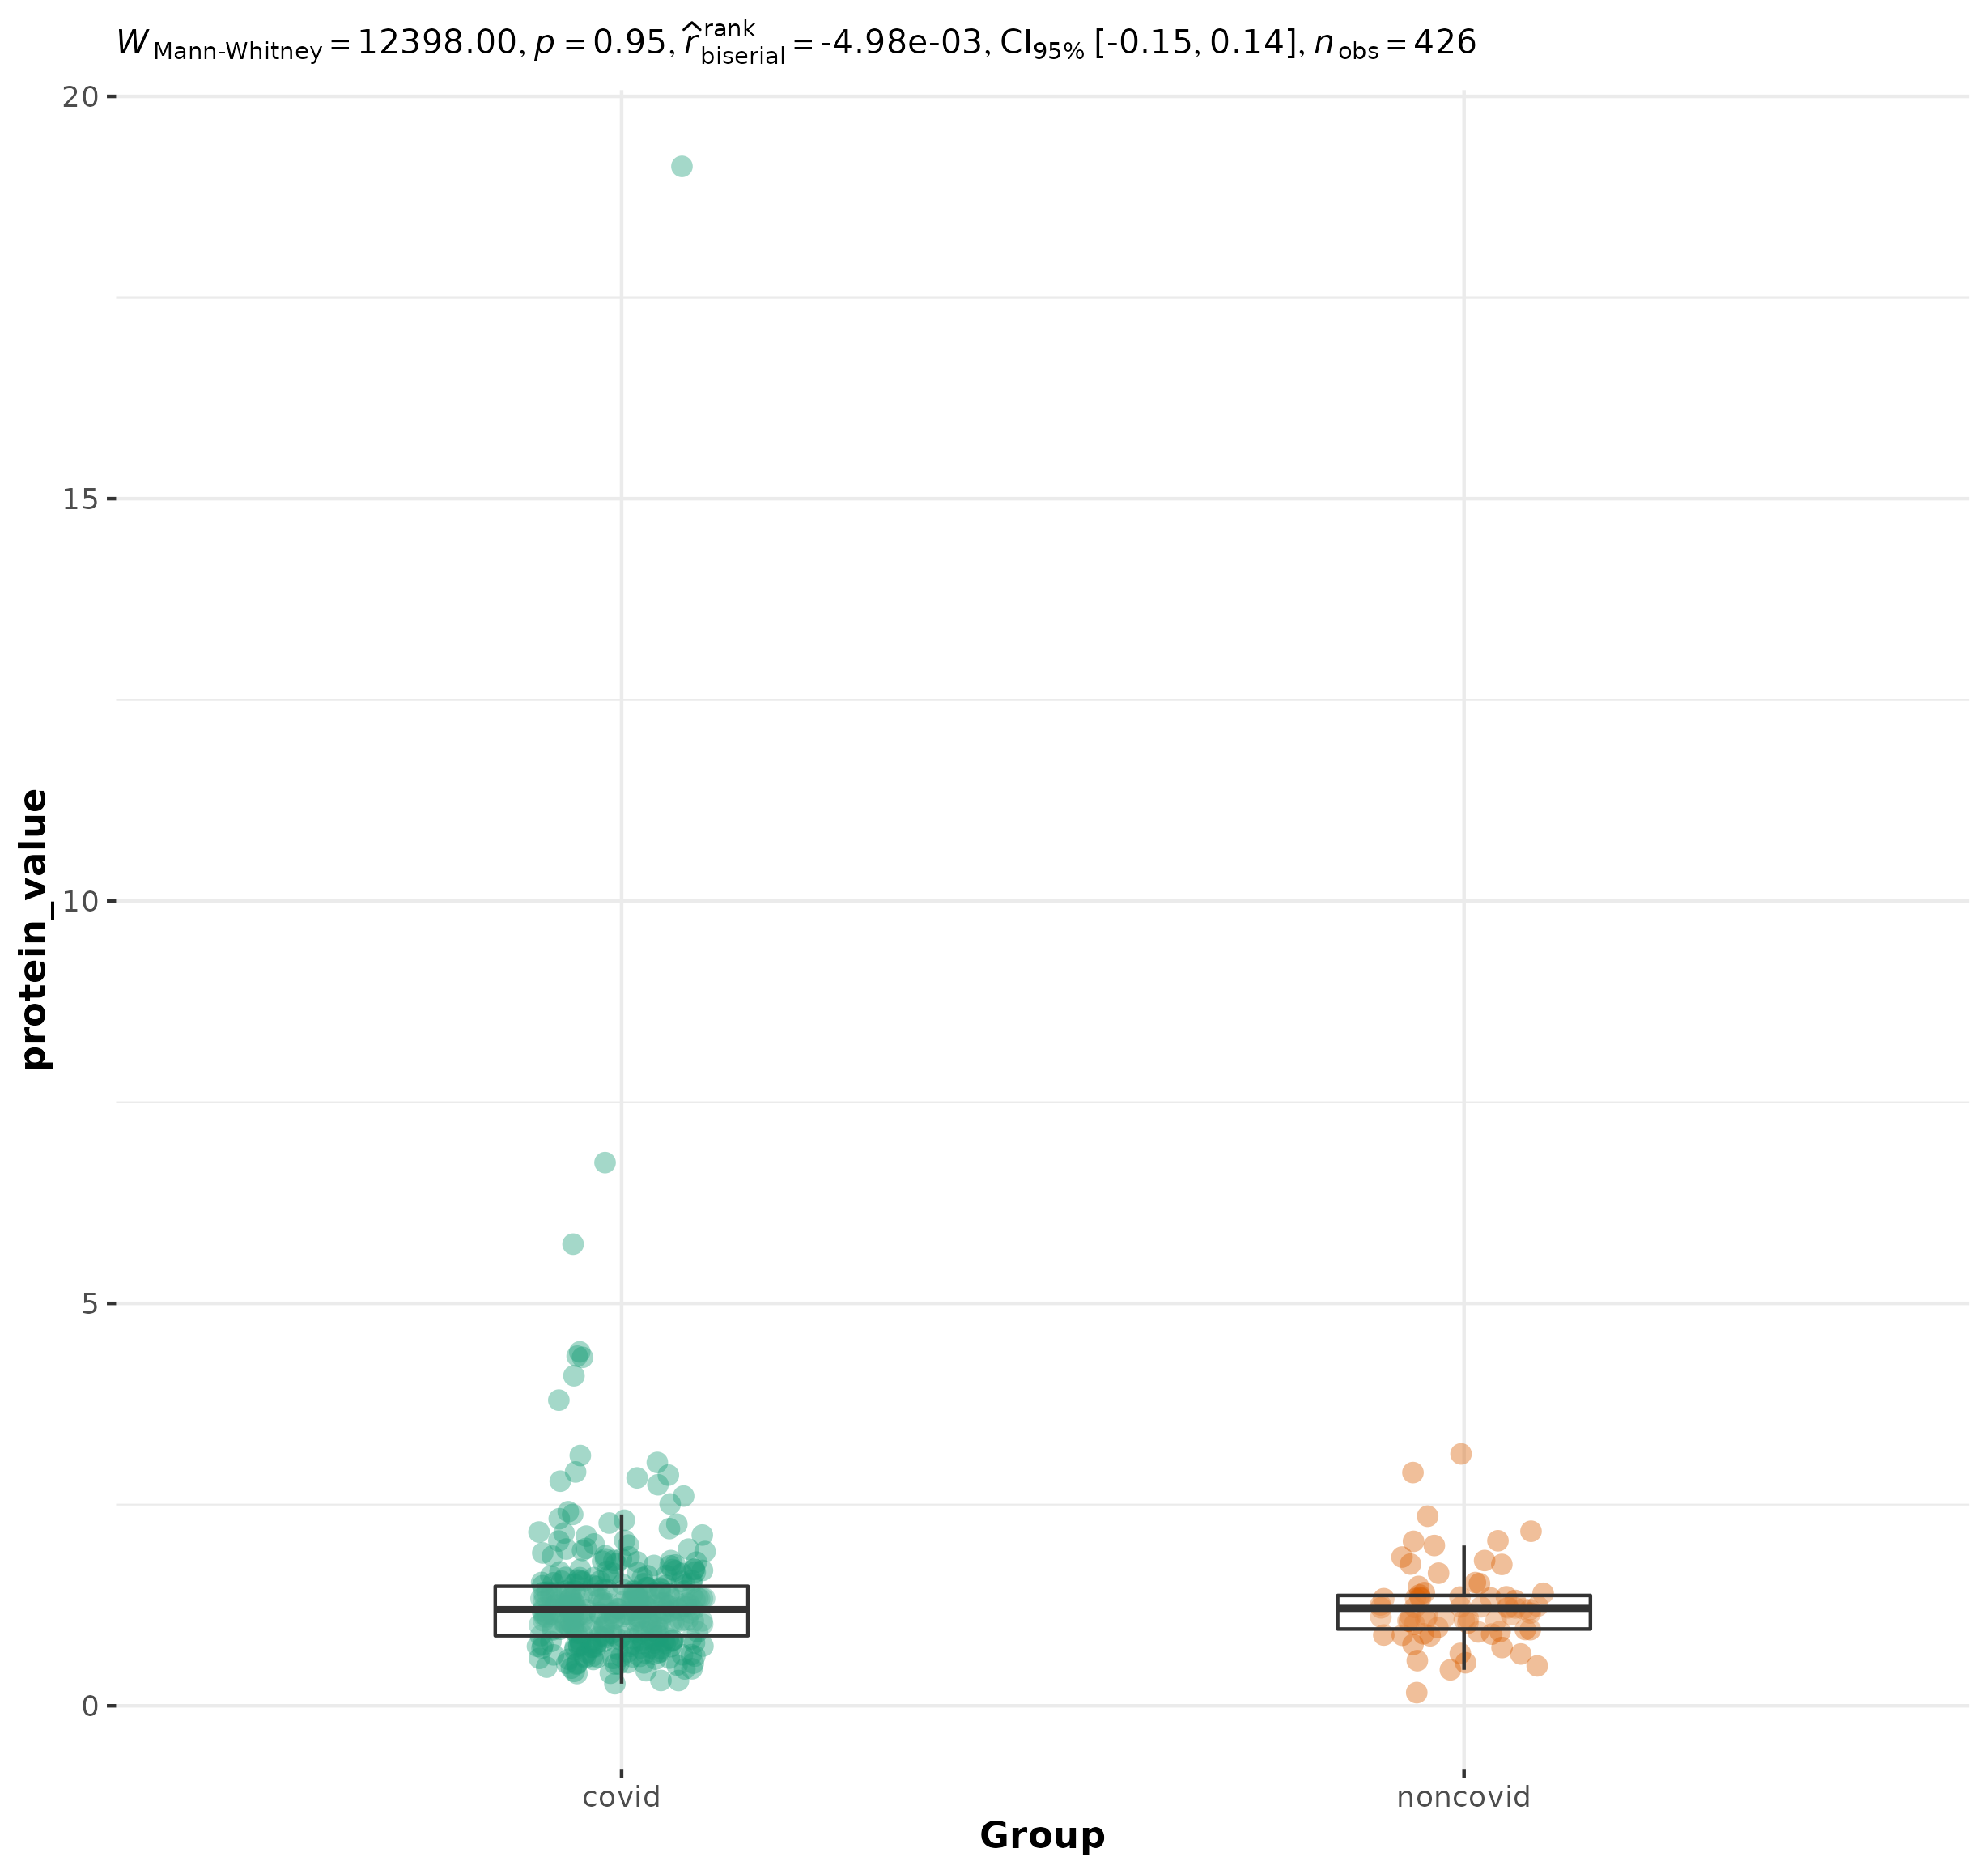 W Mann-Whitney = 12398.00, p = 0.95, r̂ rank biserial = -4.98e-03, CI95% [-0.15, 0.14], n obs = 426
20
15
10
5
0
protein_value
covid noncovid
Group